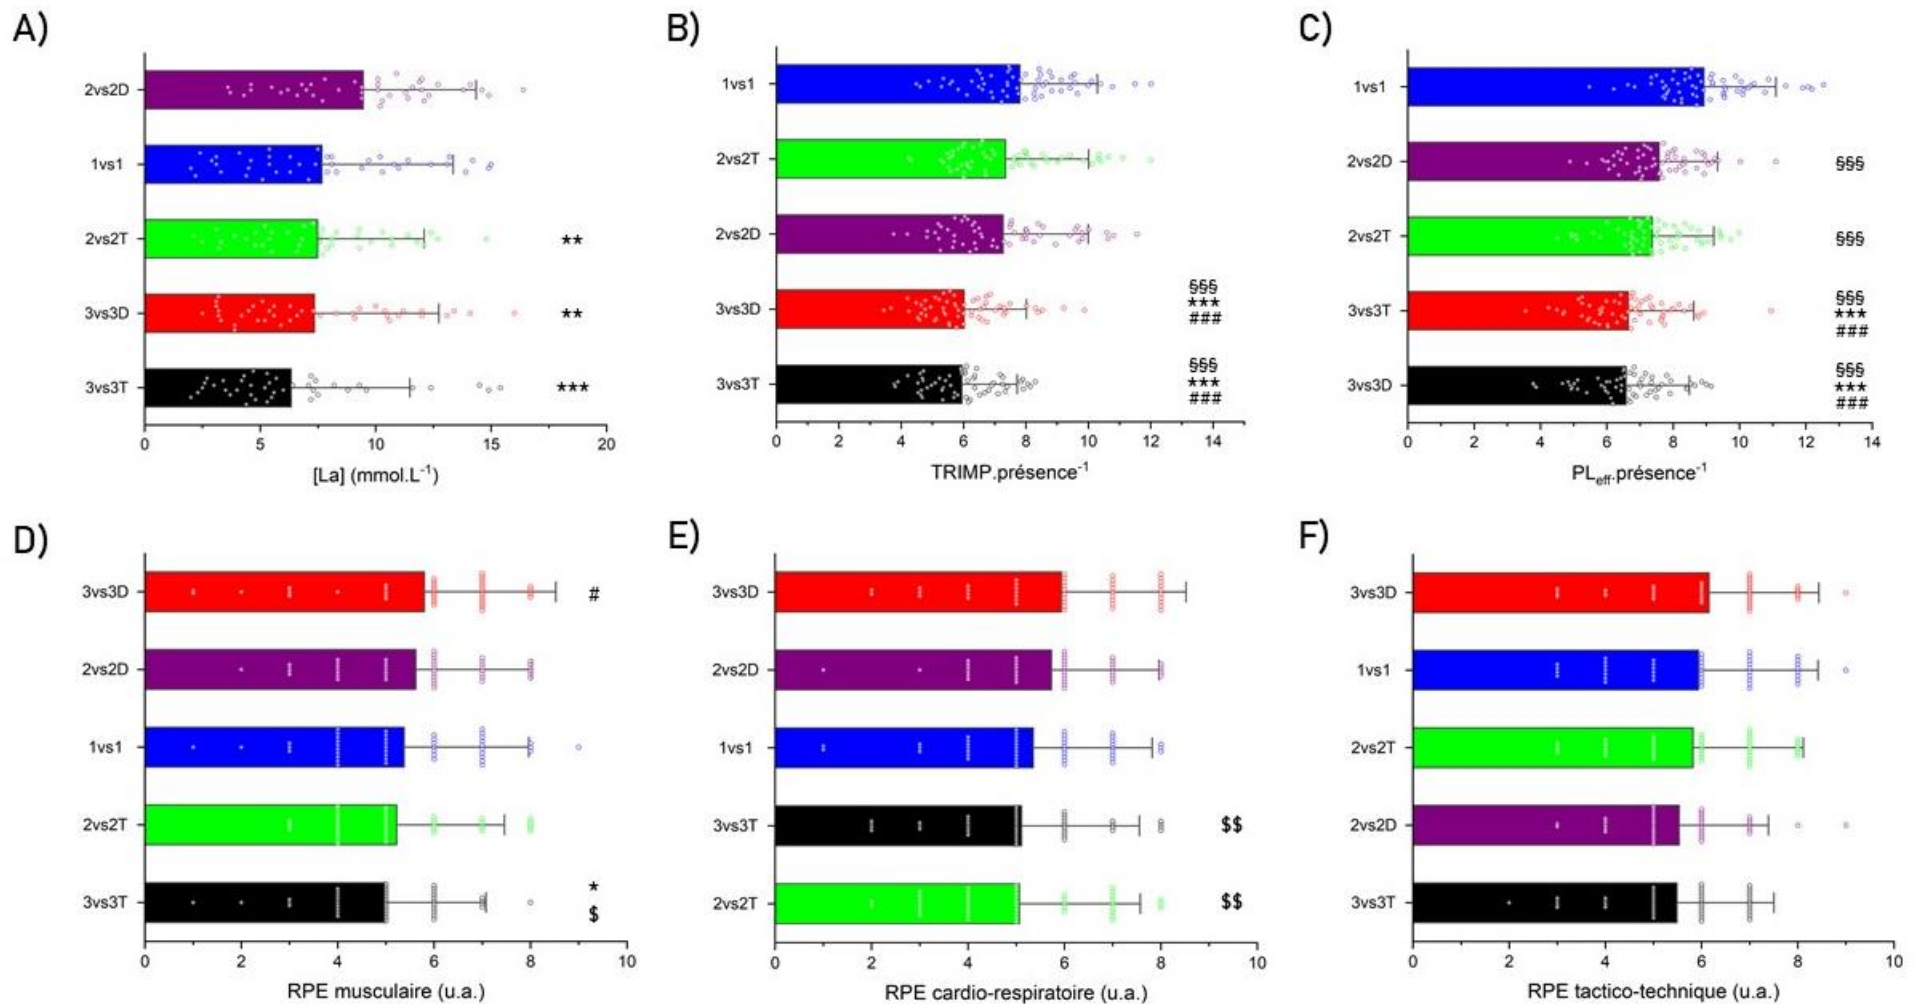 A)
2vs2D
1vs1
2vs2T
**
3vs3D
**
3vs3T
***
0 5 10 15 20
[La] (mmol.L-1)
B)
1vs1
2vs2T
2vs2D
3vs3D
§§§
***
###
3vs3T
§§§
***
###
0 2 4 6 8 10 12 14
TRIMP.présence-1
C)
1vs1
2vs2D
§§§
2vs2T
§§§
3vs3T
§§§
***
###
3vs3D
§§§
***
###
0 2 4 6 8 10 12 14
PLeff.présence-1
D)
3vs3D
#
2vs2D
1vs1
2vs2T
3vs3T
*
$
0 2 4 6 8 10
RPE musculaire (u.a.)
E)
3vs3D
2vs2D
1vs1
3vs3T
$$
2vs2T
$$
0 2 4 6 8 10
RPE cardio-respiratoire (u.a.)
F)
3vs3D
1vs1
2vs2T
2vs2D
3vs3T
0 2 4 6 8 10
RPE tactico-technique (u.a.)